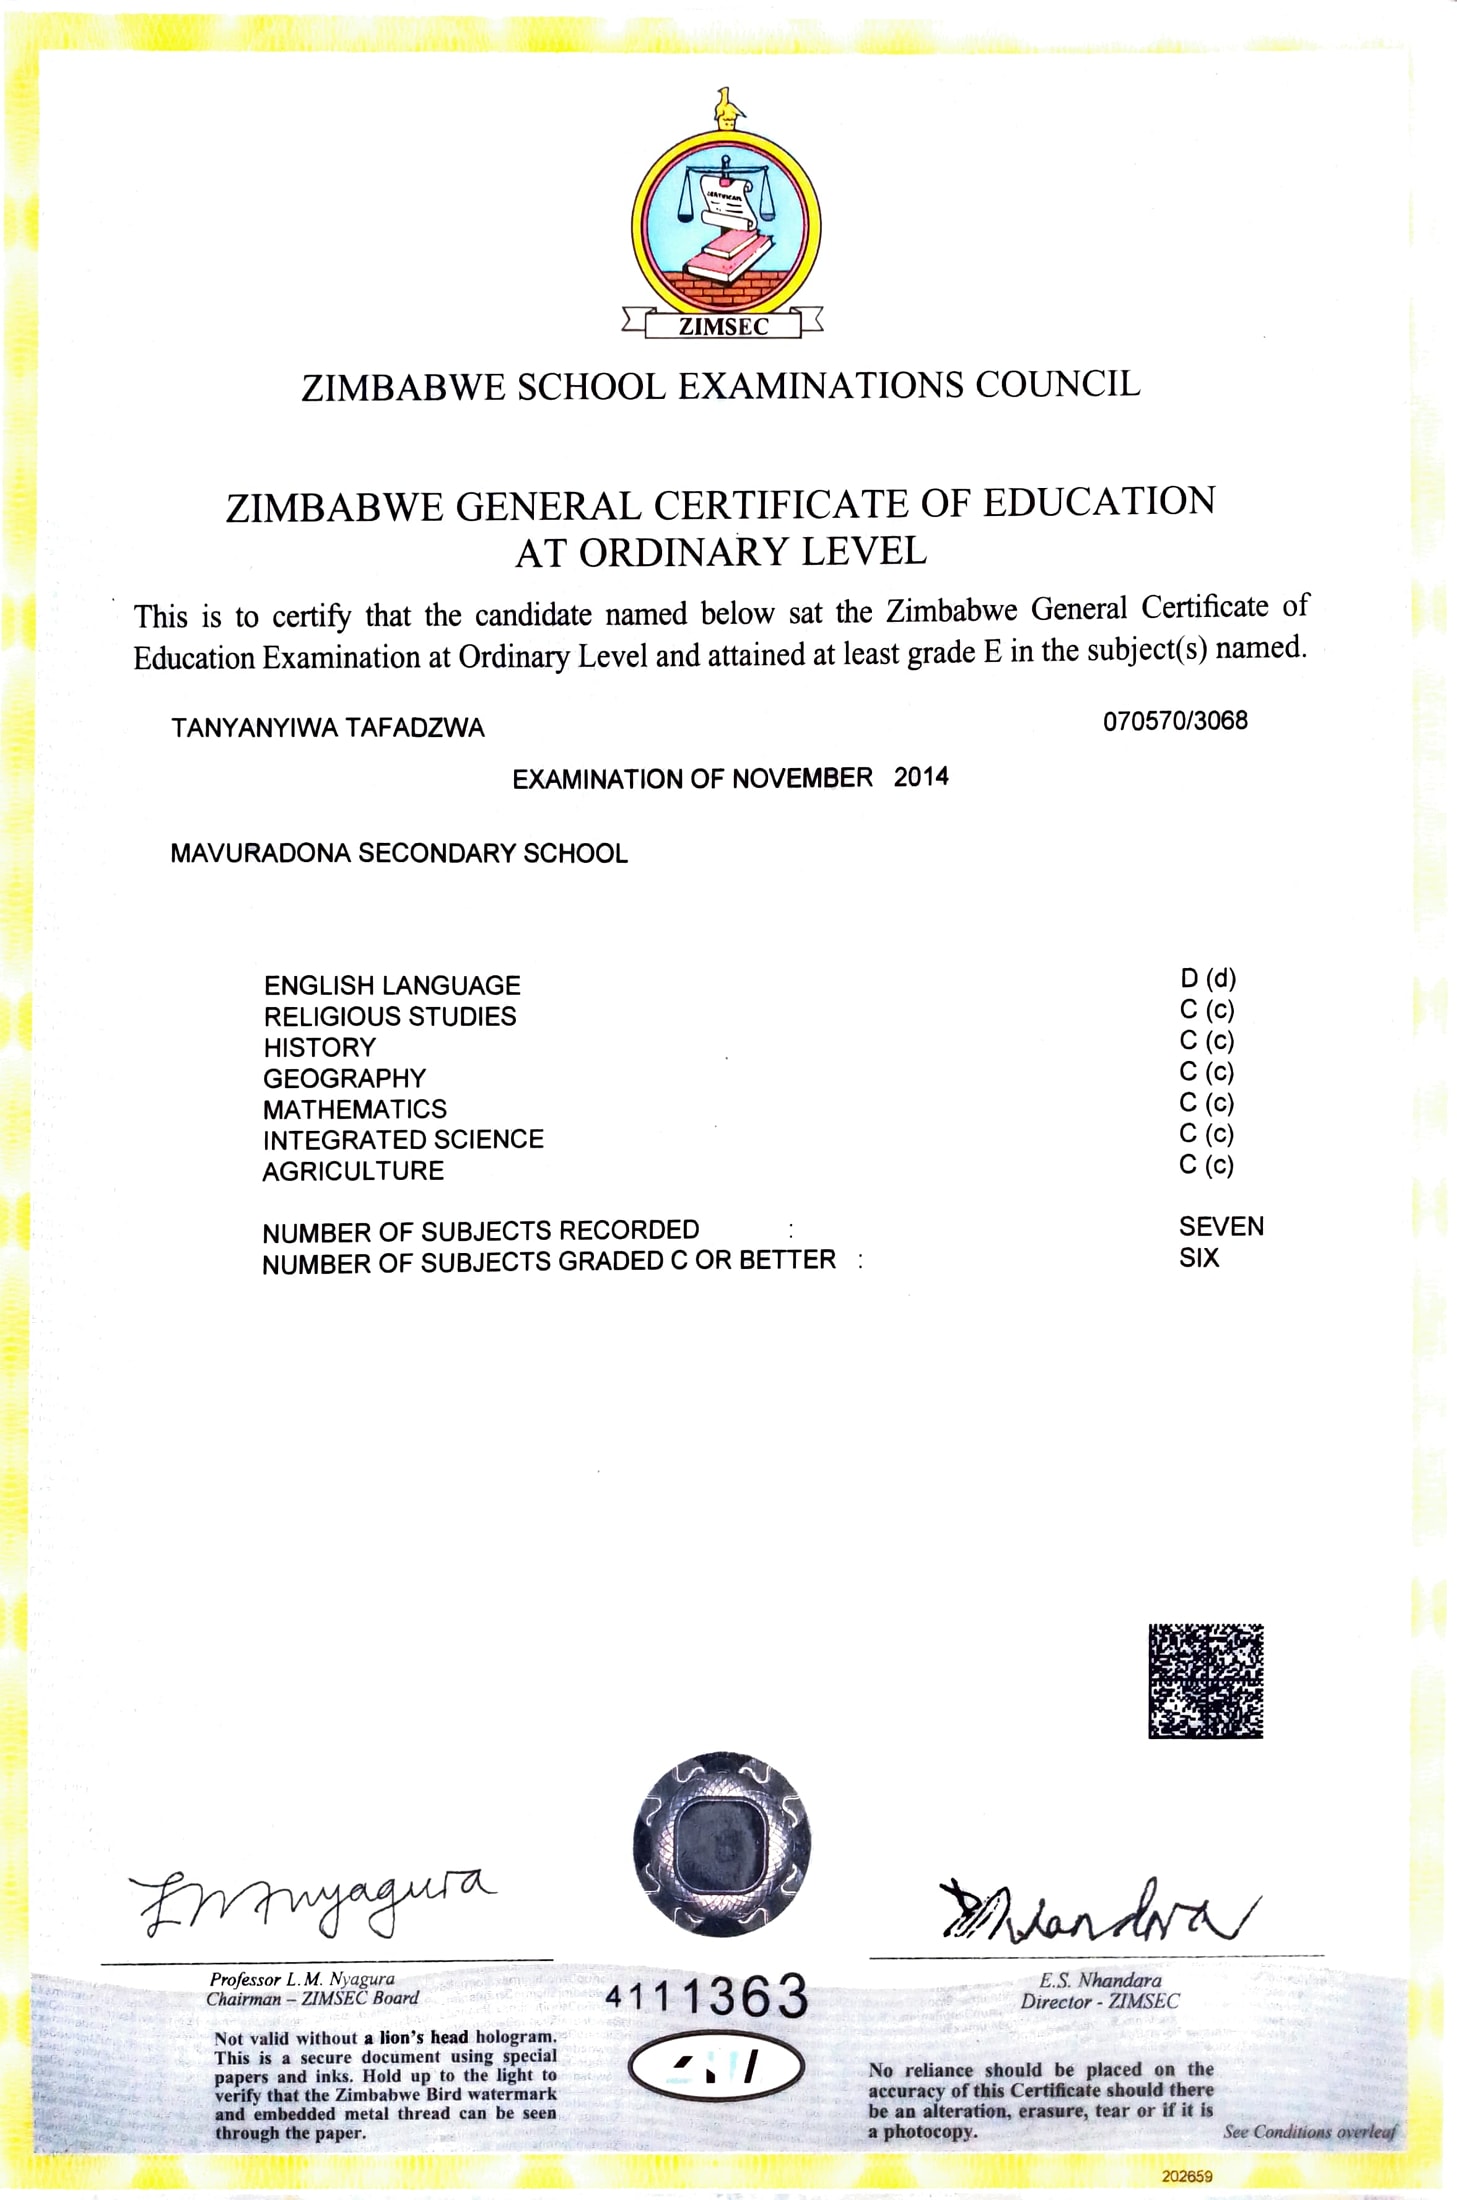 CERTIFICATE
ZIMSEC
ZIMBABWE SCHOOL EXAMINATIONS COUNCIL
ZIMBABWE GENERAL CERTIFICATE OF EDUCATION
AT ORDINARY LEVEL
This is to certify that the candidate named below sat the Zimbabwe General Certificate of
Education Examination at Ordinary Level and attained at least grade E in the subject(s) named.
TANYANYIWA TAFADZWA 070570/3068
EXAMINATION OF NOVEMBER 2014
MAVURADONA SECONDARY SCHOOL
ENGLISH LANGUAGE D (d)
RELIGIOUS STUDIES C (c)
HISTORY C (c)
GEOGRAPHY C (c)
MATHEMATICS C (c)
INTEGRATED SCIENCE C (c)
AGRICULTURE C (c)
NUMBER OF SUBJECTS RECORDED : SEVEN
NUMBER OF SUBJECTS GRADED C OR BETTER : SIX
Professor L.M. Nyagura
Chairman – ZIMSEC Board
4111363
E.S. Nhandara
Director - ZIMSEC
Not valid without a lion's head hologram.
This is a secure document using special
papers and inks. Hold up to the light to
verify that the Zimbabwe Bird watermark
and embedded metal thread can be seen
through the paper.
No reliance should be placed on the
accuracy of this Certificate should there
be an alteration, erasure, tear or if it is
a photocopy.
See Conditions overleaf
202659